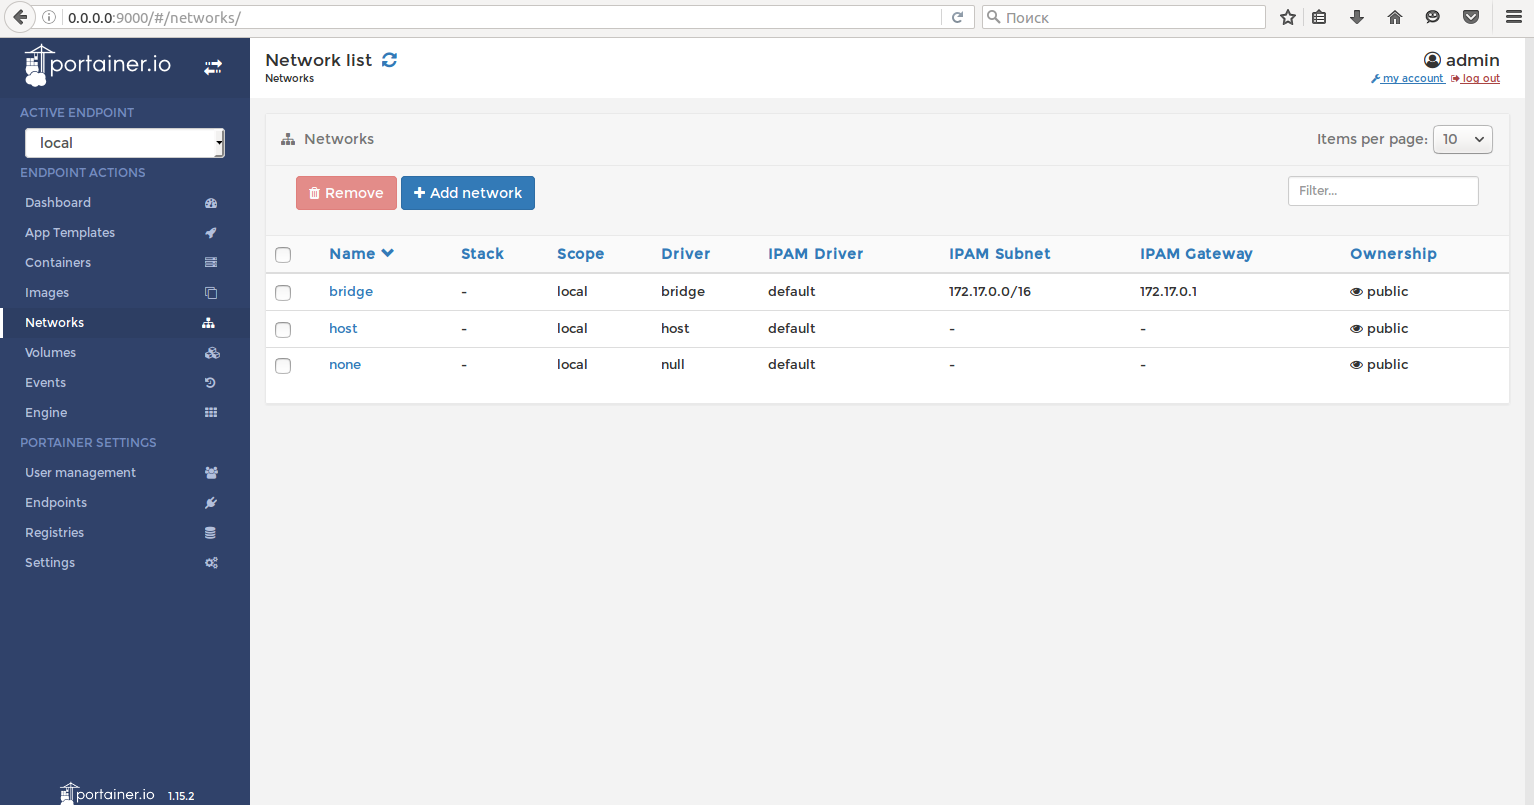 0.0.0.0:9000/#/networks/
Поиск
portainer.io
Network list
admin
Networks
my account log out
ACTIVE ENDPOINT
local
ENDPOINT ACTIONS
Dashboard
App Templates
Containers
Images
Networks
Volumes
Events
Engine
PORTAINER SETTINGS
User management
Endpoints
Registries
Settings
portainer.io 1.15.2
Networks
Items per page: 10
Remove
Add network
Filter...
Name Stack Scope Driver IPAM Driver IPAM Subnet IPAM Gateway Ownership
bridge - local bridge default 172.17.0.0/16 172.17.0.1 public
host - local host default - - public
none - local null default - - public